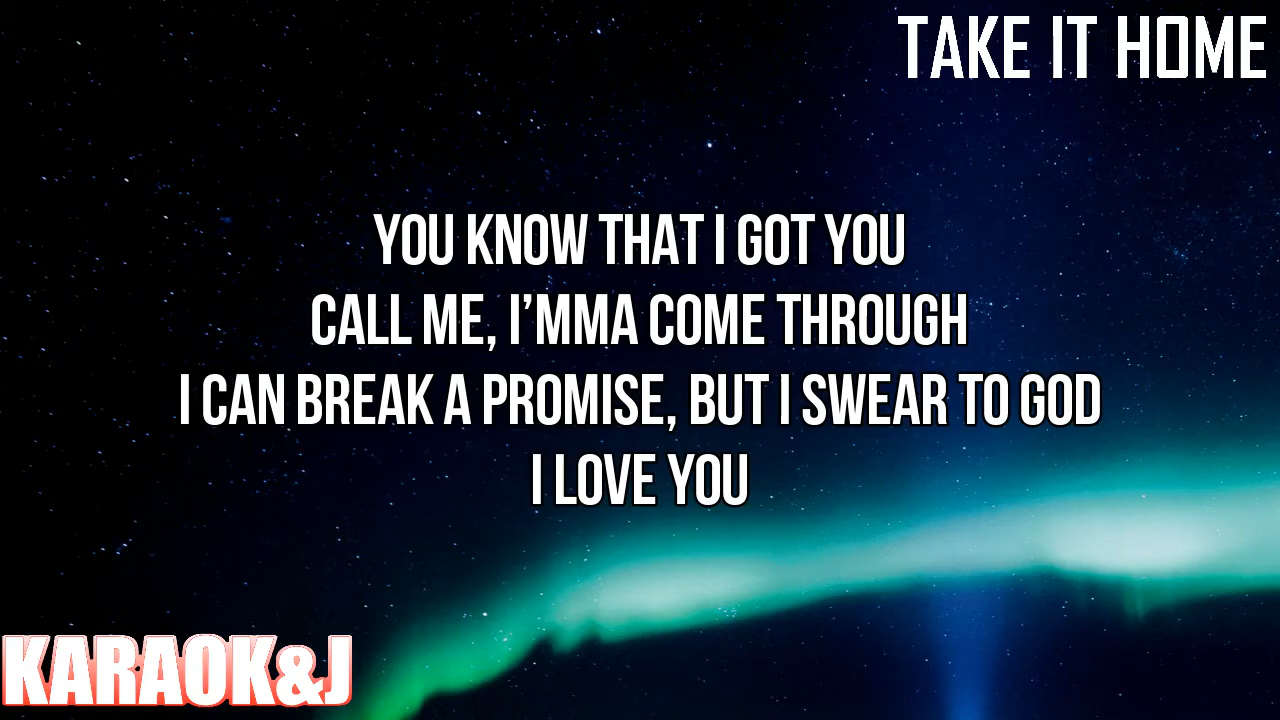 TAKE IT HOME
YOU KNOW THAT I GOT YOU
CALL ME, I’MMA COME THROUGH
I CAN BREAK A PROMISE, BUT I SWEAR TO GOD
I LOVE YOU
KARAOK&J